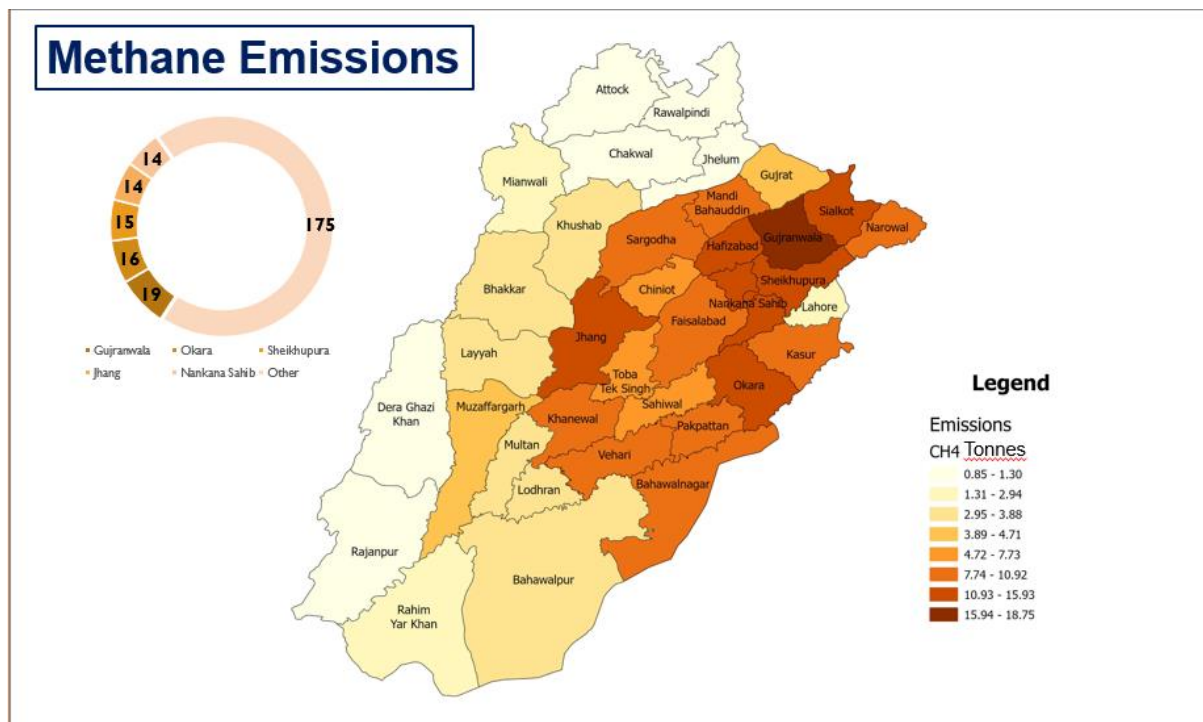 Methane Emissions
14
14
15
16
19
175
Gujranwala
Okara
Sheikhupura
Jhang
Nankana Sahib
Other
Attock
Rawalpindi
Chakwal
Jhelum
Mianwali
Gujrat
Khushab
Mandi
Bahauddin
Sialkot
Narowal
Sargodha
Hafizabad
Gujranwala
Sheikhupura
Bhakkar
Chiniot
Nankana Sahib
Lahore
Faisalabad
Jhang
Kasur
Layyah
Toba
Tek Singh
Okara
Dera Ghazi
Khan
Muzaffargarh
Sahiwal
Khanewal
Pakpattan
Multan
Vehari
Lodhran
Bahawalnagar
Rajanpur
Bahawalpur
Rahim
Yar Khan
Legend
Emissions
CH4 Tonnes
0.85 - 1.30
1.31 - 2.94
2.95 - 3.88
3.89 - 4.71
4.72 - 7.73
7.74 - 10.92
10.93 - 15.93
15.94 - 18.75